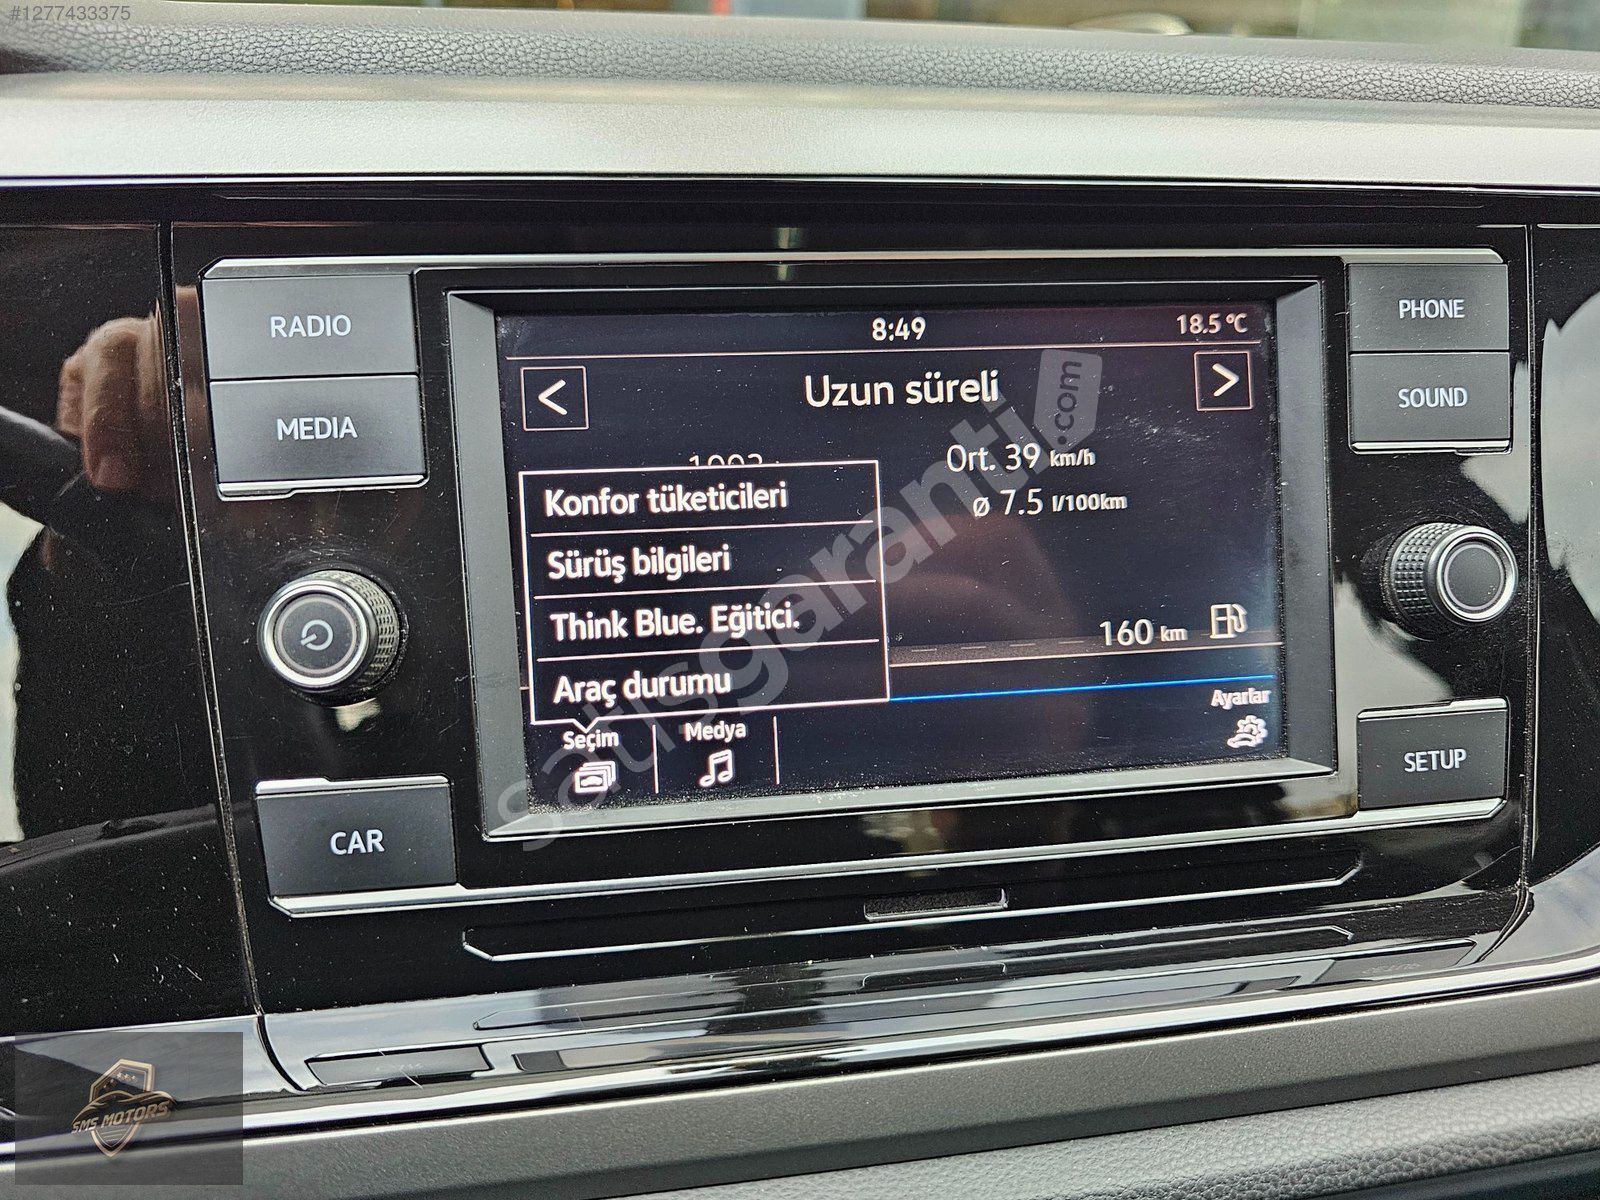 #1277433375
RADIO
MEDIA
CAR
PHONE
SOUND
SETUP
8:49
18.5 °C
<
Uzun süreli
>
Ort. 39 km/h
ø 7.5 l/100km
Konfor tüketicileri
Sürüş bilgileri
Think Blue. Eğitici.
Araç durumu
160 km
Seçim
Medya
Ayarlar
satışgaranti.com
SMS MOTORS